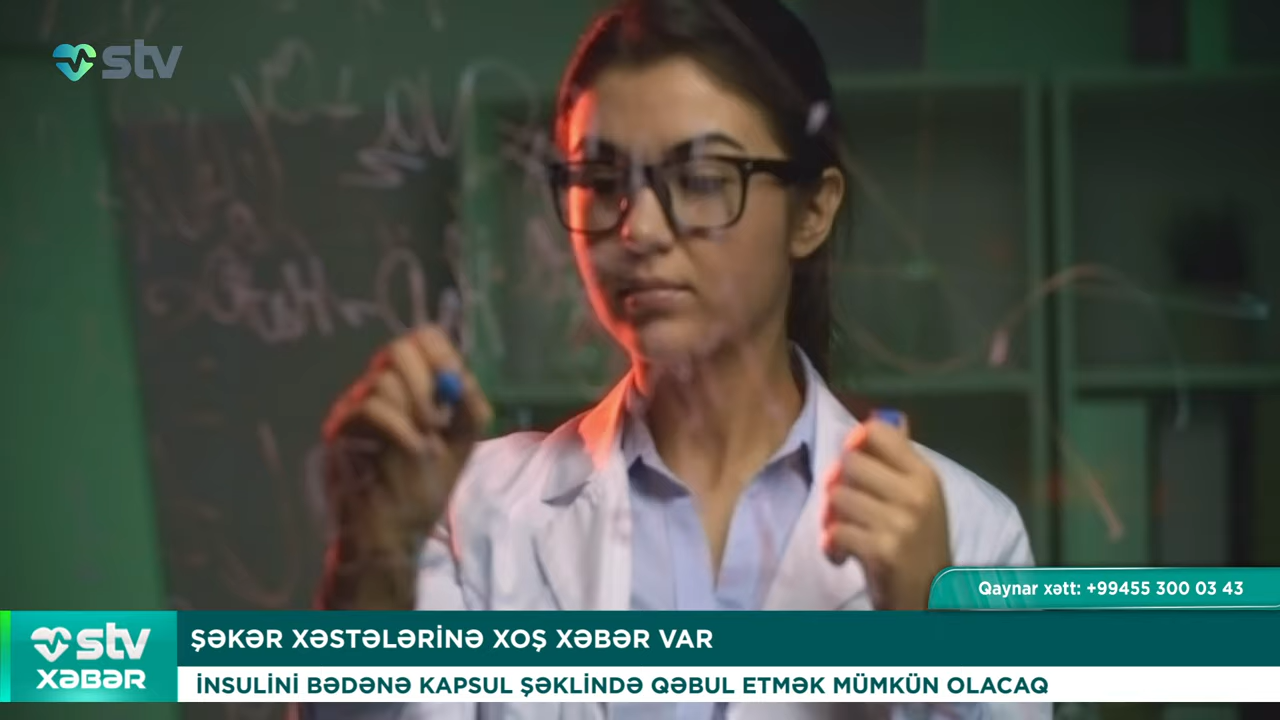 stv
Qaynar xətt: +99455 300 03 43
stv
XƏBƏR
ŞƏKƏR XƏSTƏLƏRİNƏ XOŞ XƏBƏR VAR
İNSULİNİ BƏDƏNƏ KAPSUL ŞƏKLİNDƏ QƏBUL ETMƏK MÜMKÜN OLACAQ